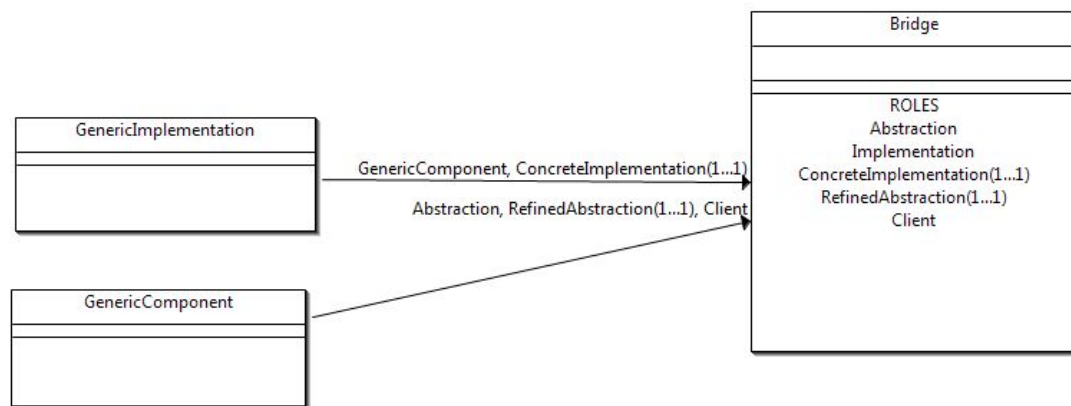 Bridge
ROLES
Abstraction
Implementation
ConcreteImplementation(1...1)
RefinedAbstraction(1...1)
Client
GenericImplementation
GenericComponent, ConcreteImplementation(1...1)
Abstraction, RefinedAbstraction(1...1), Client
GenericComponent